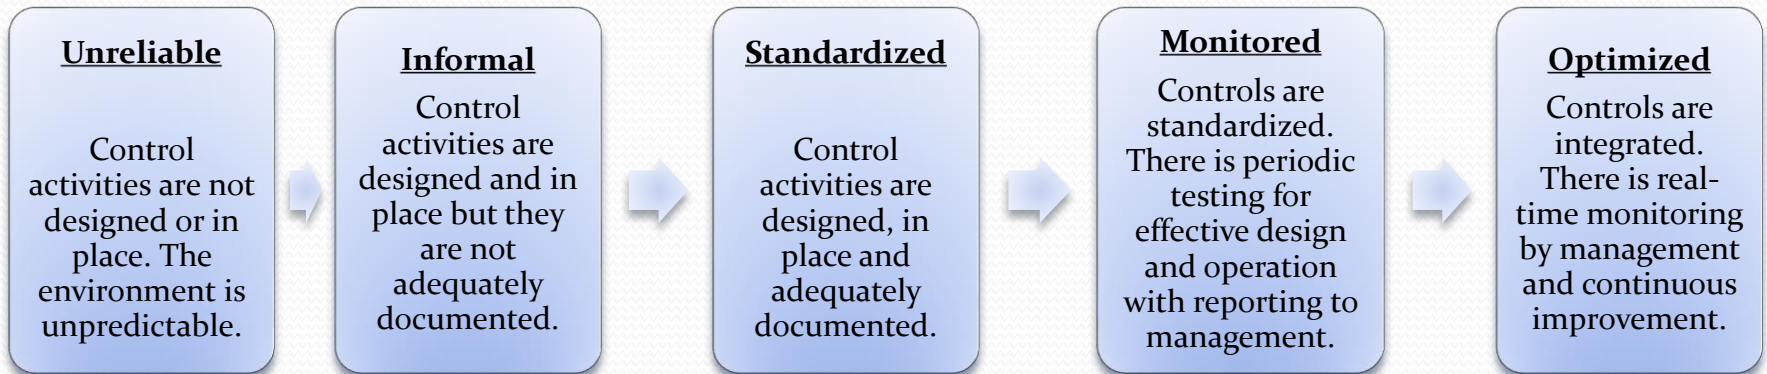 Unreliable
Control
activities are not
designed or in
place. The
environment is
unpredictable.
Informal
Control
activities are
designed and in
place but they
are not
adequately
documented.
Standardized
Control
activities are
designed, in
place and
adequately
documented.
Monitored
Controls are
standardized.
There is periodic
testing for
effective design
and operation
with reporting to
management.
Optimized
Controls are
integrated.
There is real-
time monitoring
by management
and continuous
improvement.